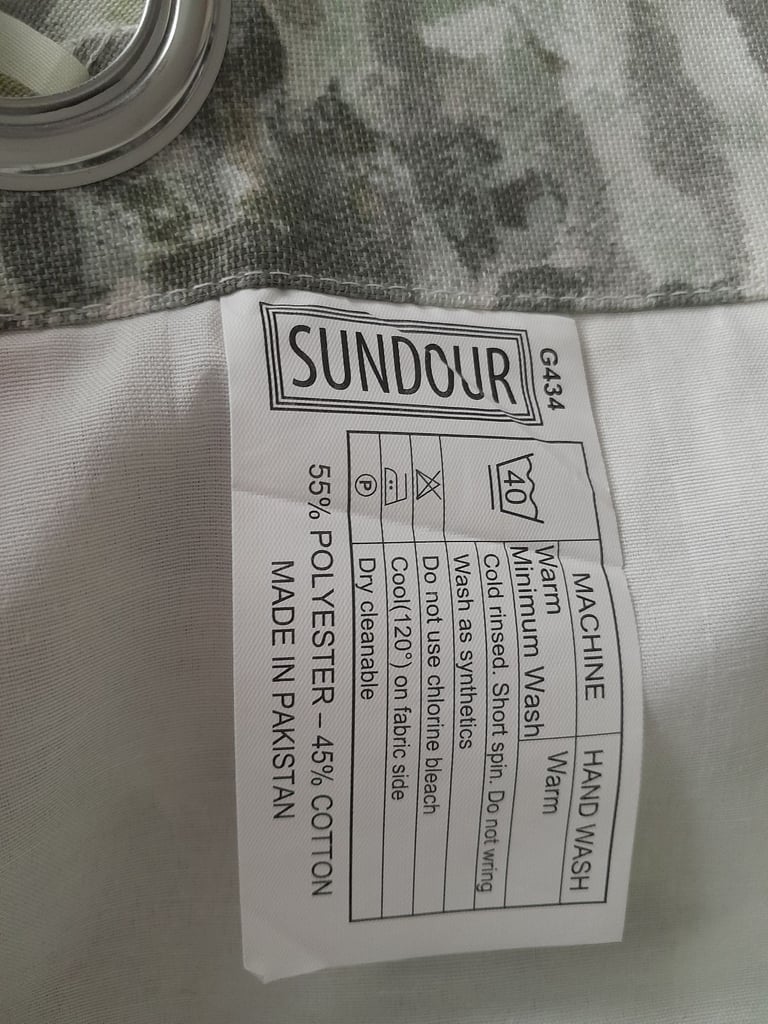 G434
SUNDOUR
MACHINE HAND WASH
40 Warm Warm
Minimum Wash
Cold rinsed. Short spin. Do not wring
Wash as synthetics
Do not use chlorine bleach
Cool(120°) on fabric side
P Dry cleanable
55% POLYESTER – 45% COTTON
MADE IN PAKISTAN